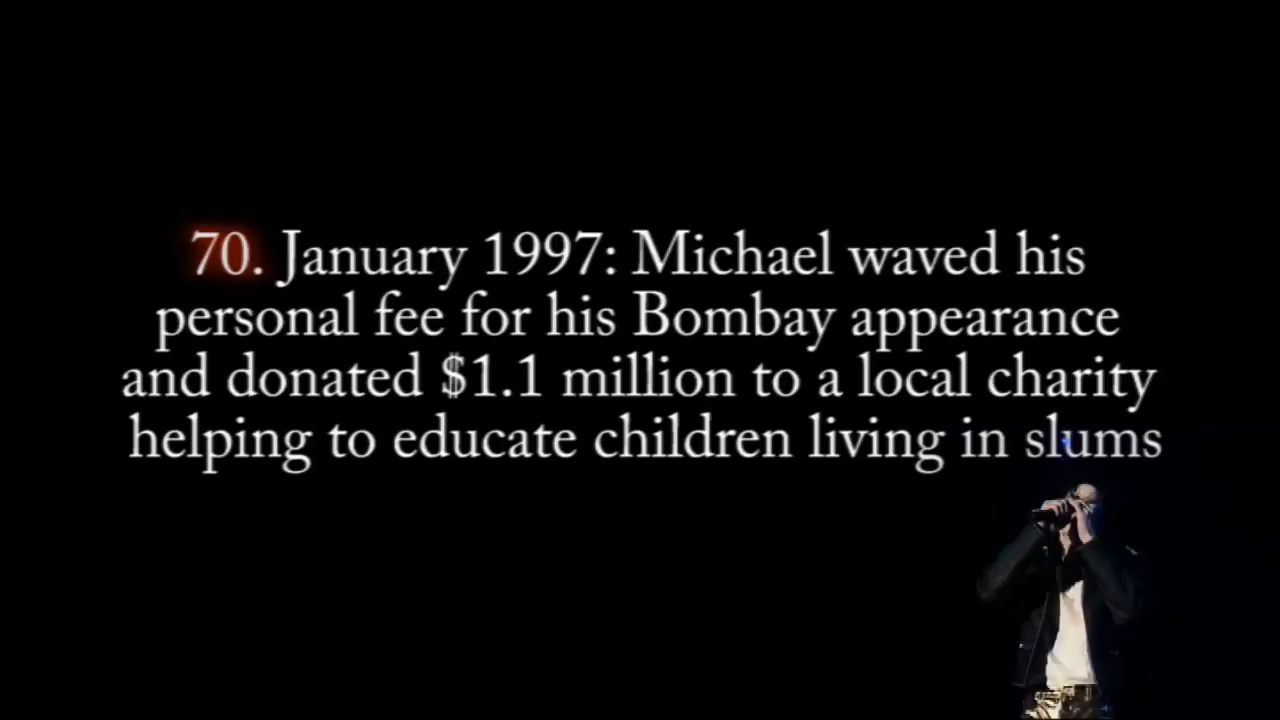 70. January 1997: Michael waved his
personal fee for his Bombay appearance
and donated $1.1 million to a local charity
helping to educate children living in slums